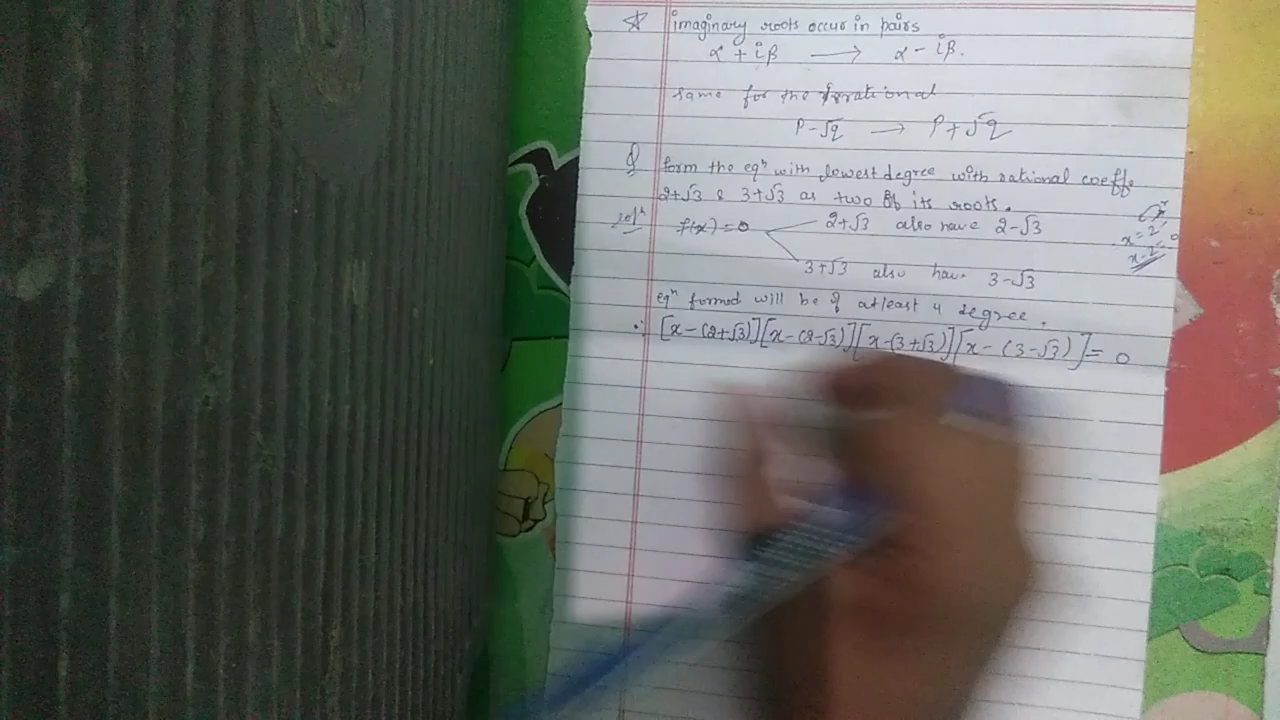 ☆ imaginary roots occur in pairs
α + iβ → α - iβ.
same for the irrational
P-√q → P+√q
Q form the eqⁿ with lowest degree with rational coeffs
2+√3 & 3+√3 as two of its roots.
solⁿ f(x) = 0 2+√3 also have 2-√3
x = 2
x-2 = 0
3+√3 also have 3-√3
eqⁿ formed will be of atleast 4 degree.
∴ [x-(2+√3)][x-(2-√3)][x-(3+√3)][x-(3-√3)] = 0